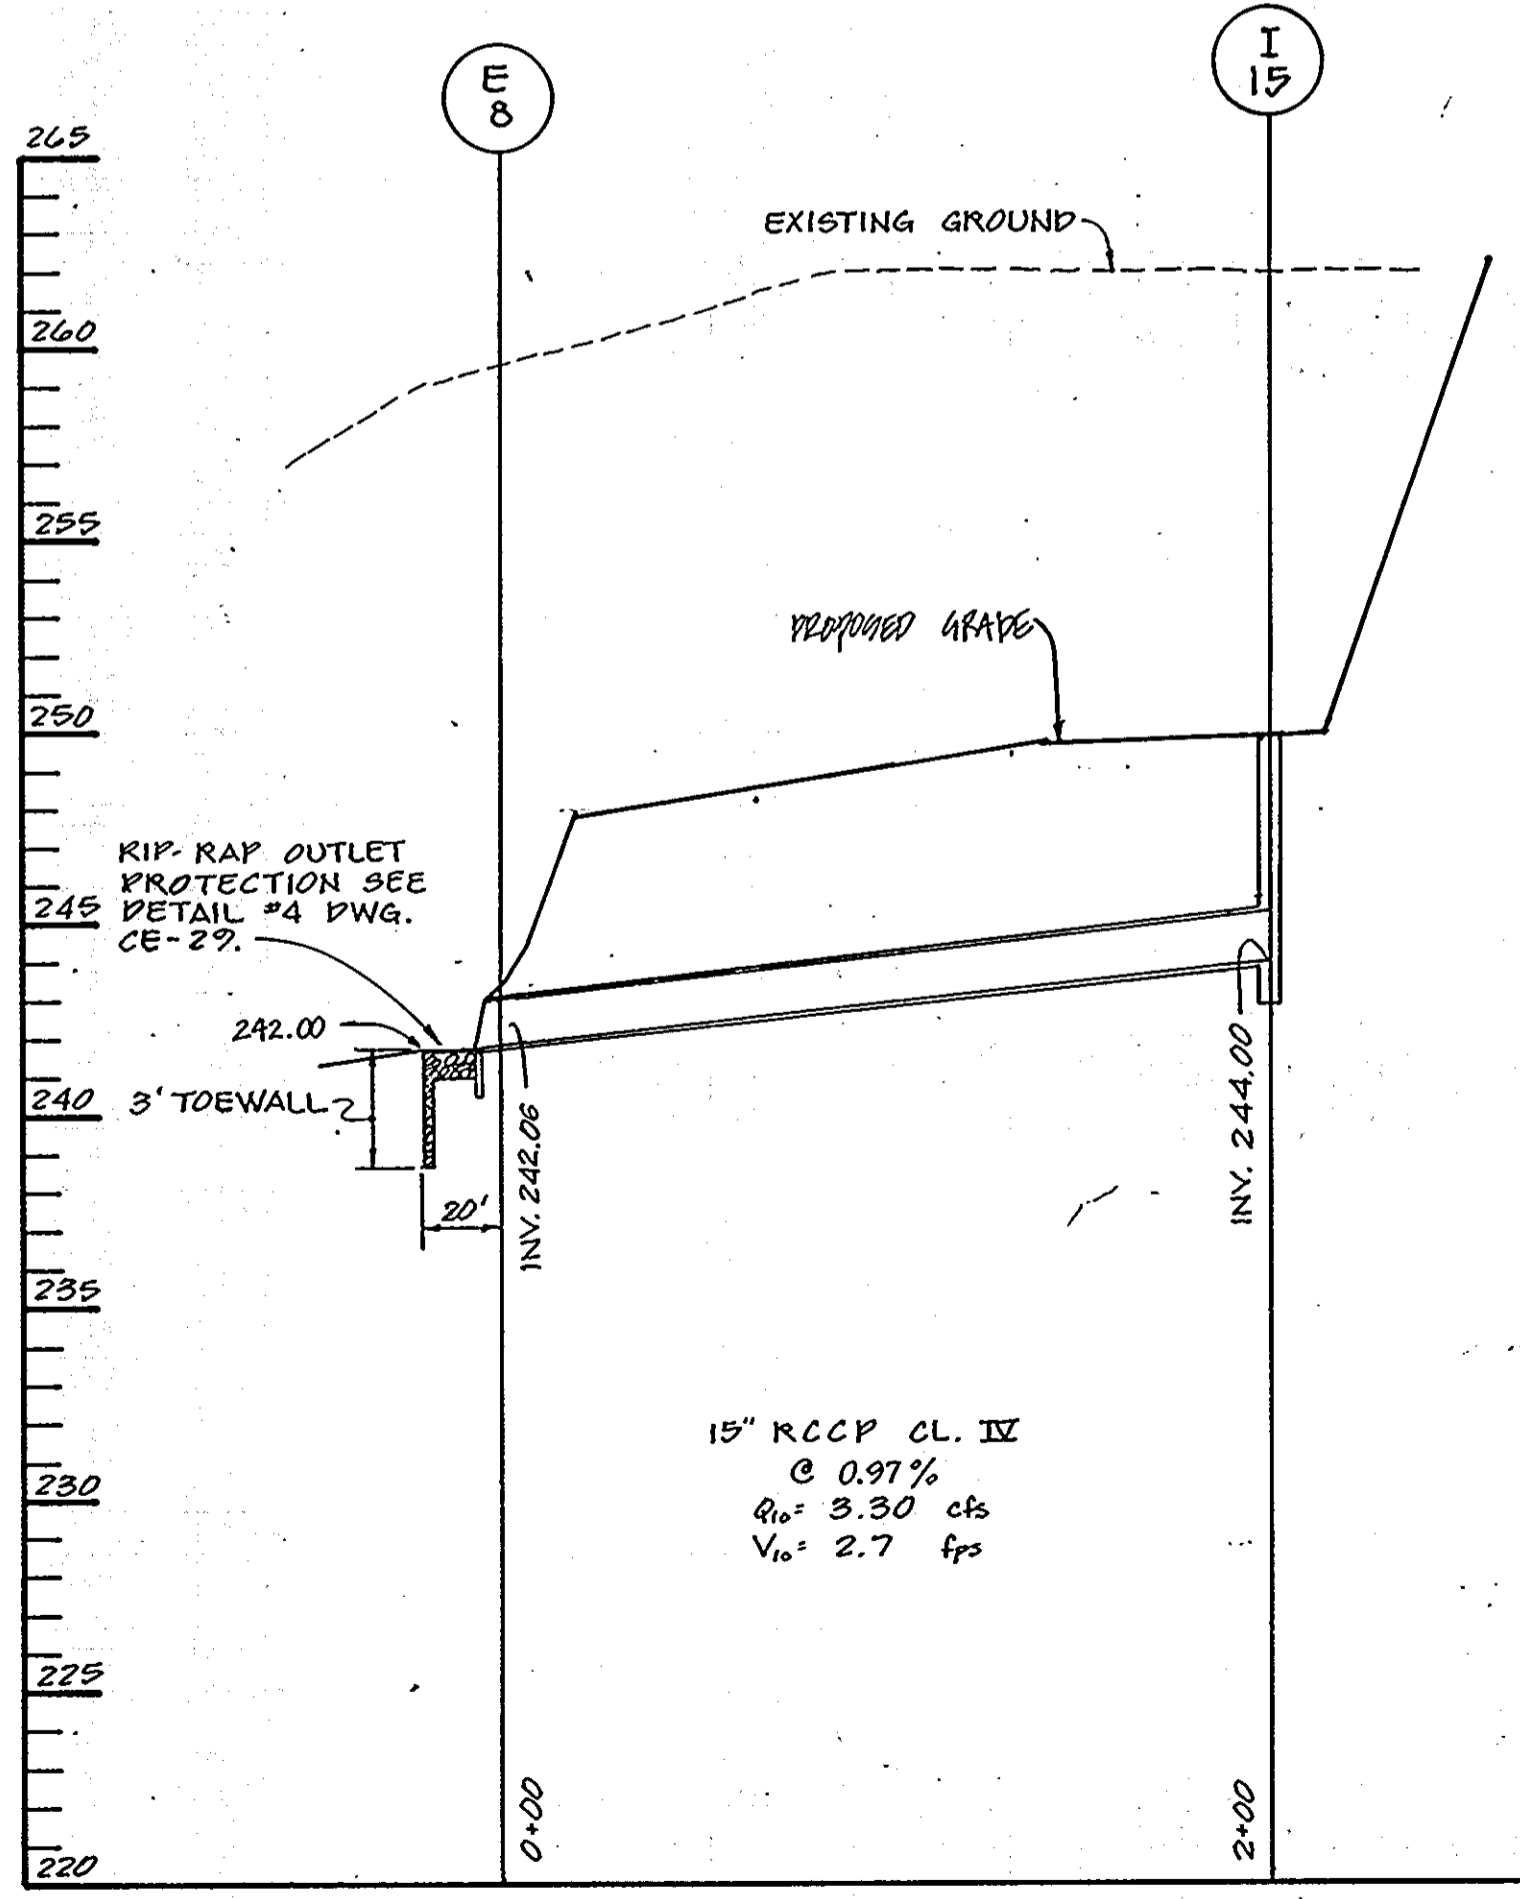 E
8
I
15
265
EXISTING GROUND
260
255
PROPOSED GRADE
250
RIP-RAP OUTLET
PROTECTION SEE
245
DETAIL #4 DWG.
CE-29.
242.00
240
3' TOEWALL
INV. 242.06
INV. 244.00
20'
235
15" RCCP CL. IV
@ 0.97%
230
Q10= 3.30 cfs
V10= 2.7 fps
225
0+00
2+00
220